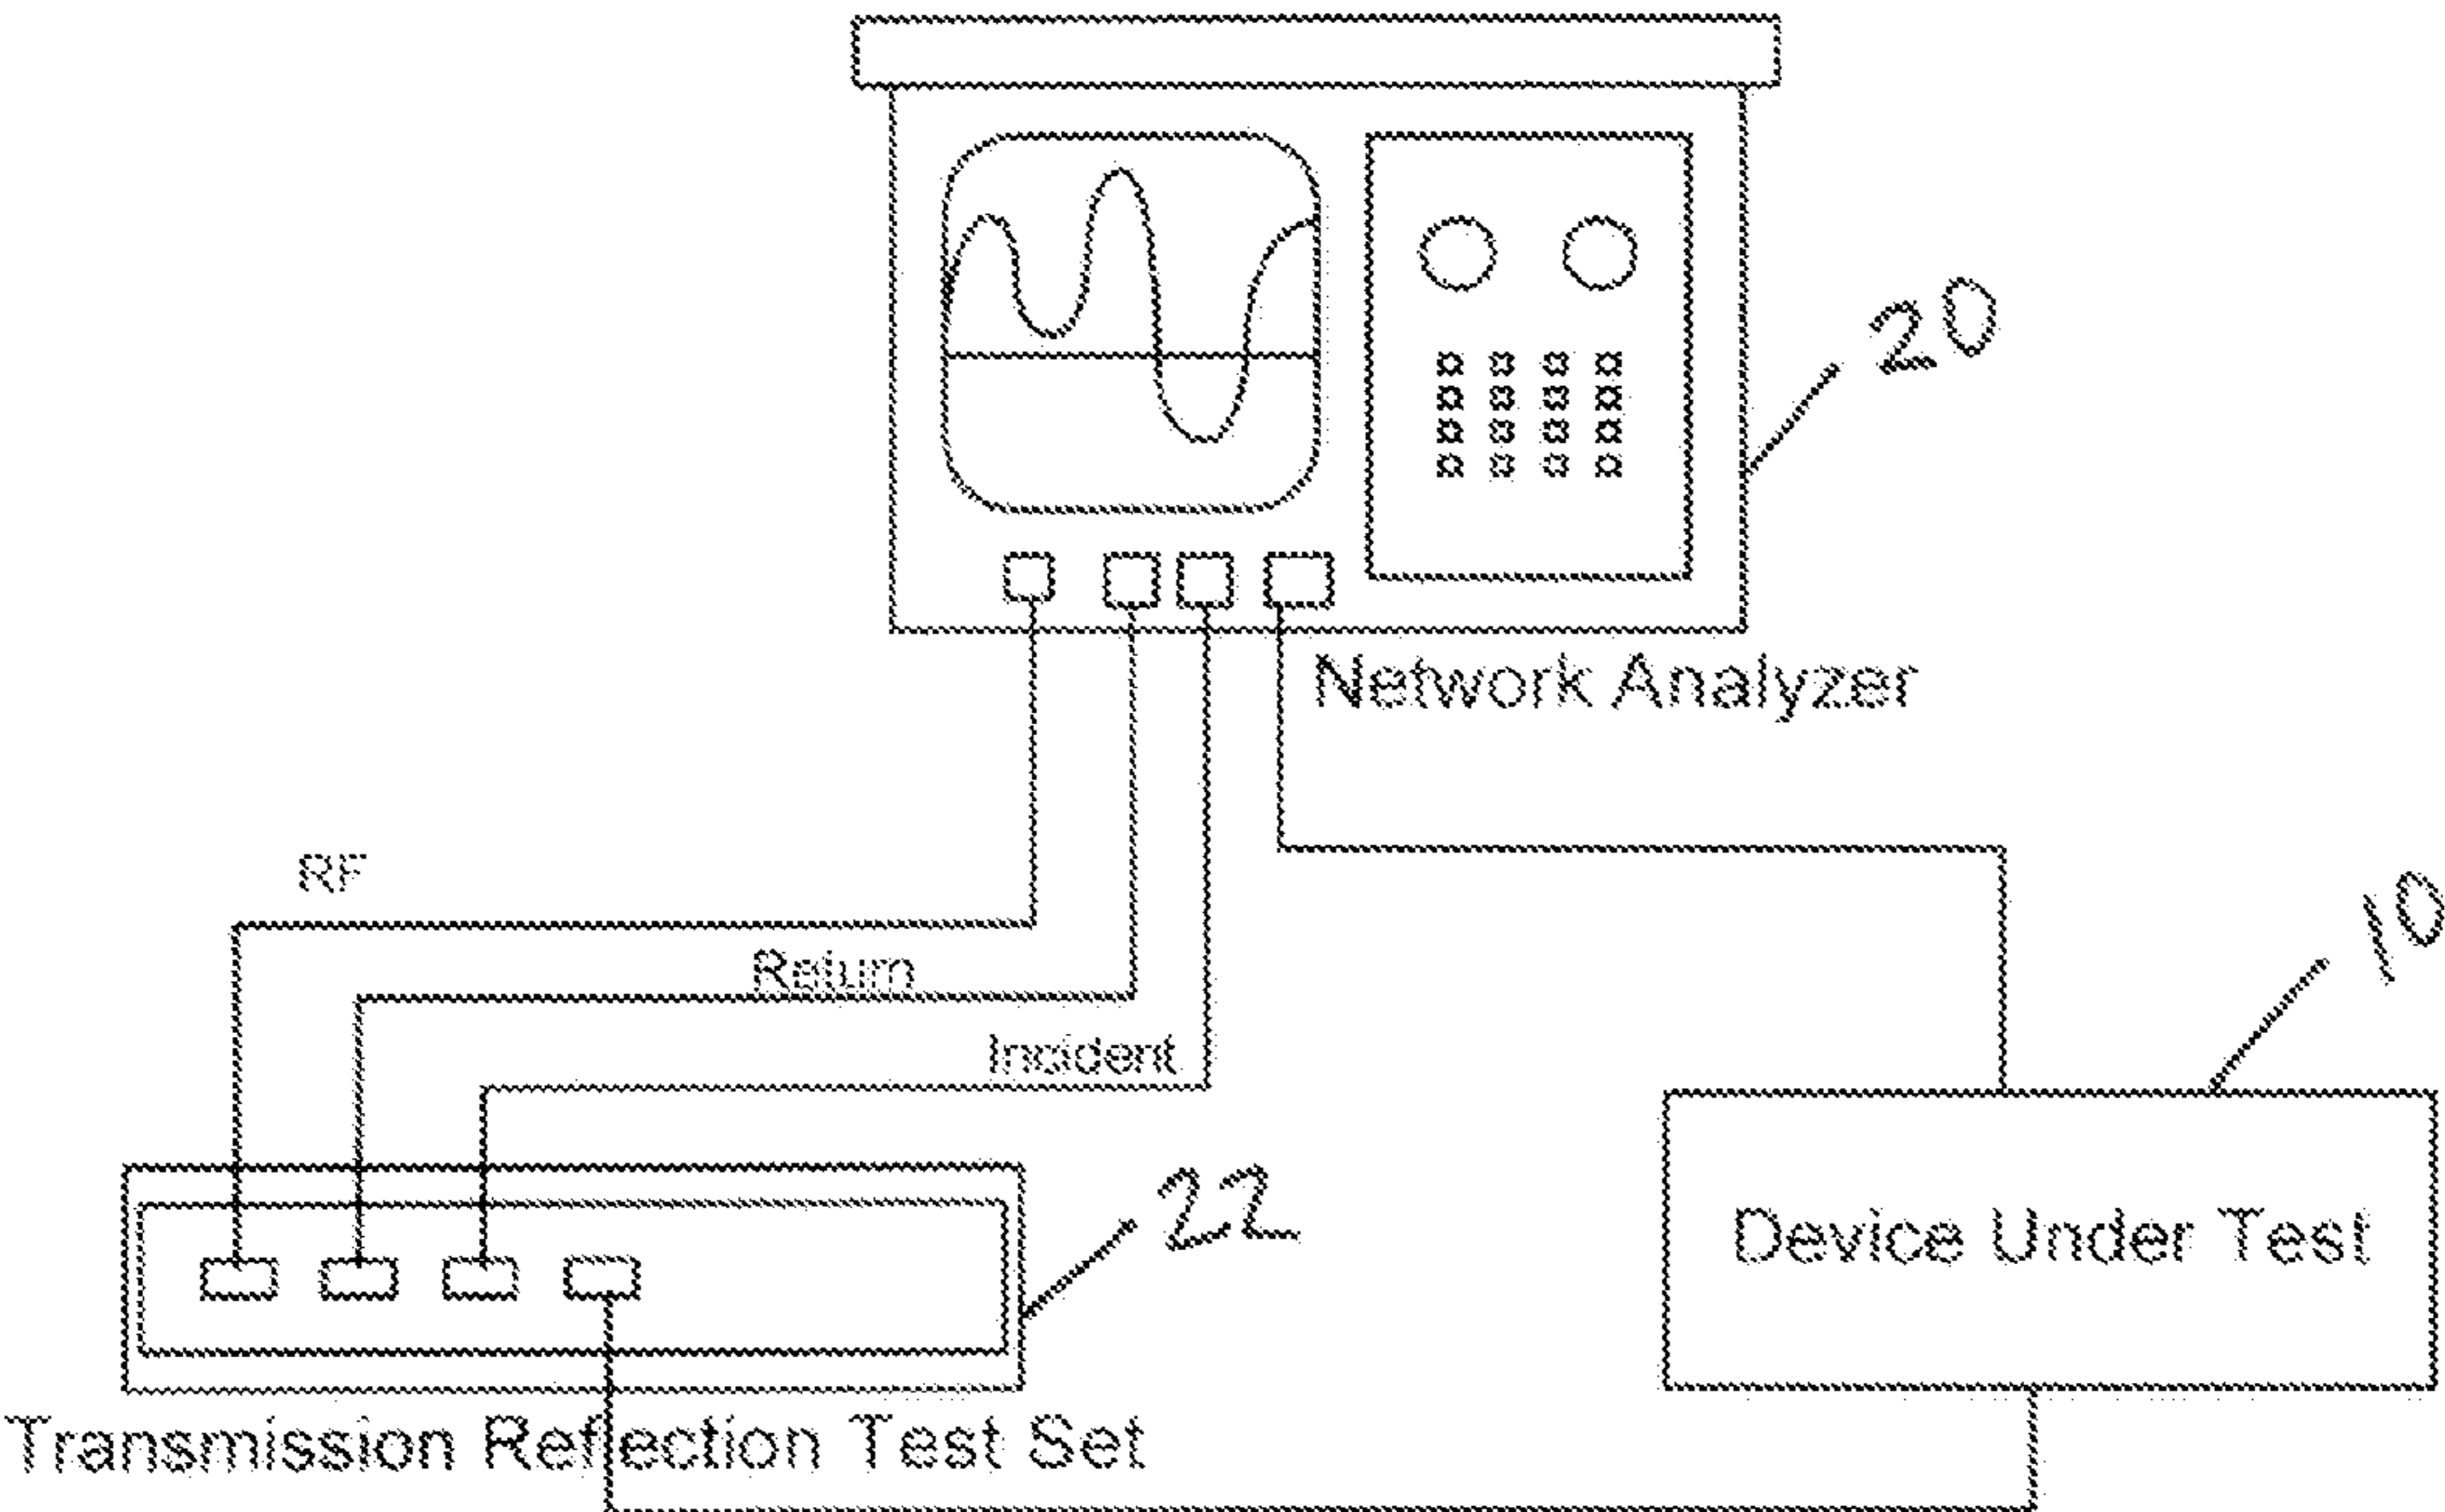 20
Network Analyzer
RF
Return
Incident
10
22
Device Under Test
Transmission Reflection Test Set